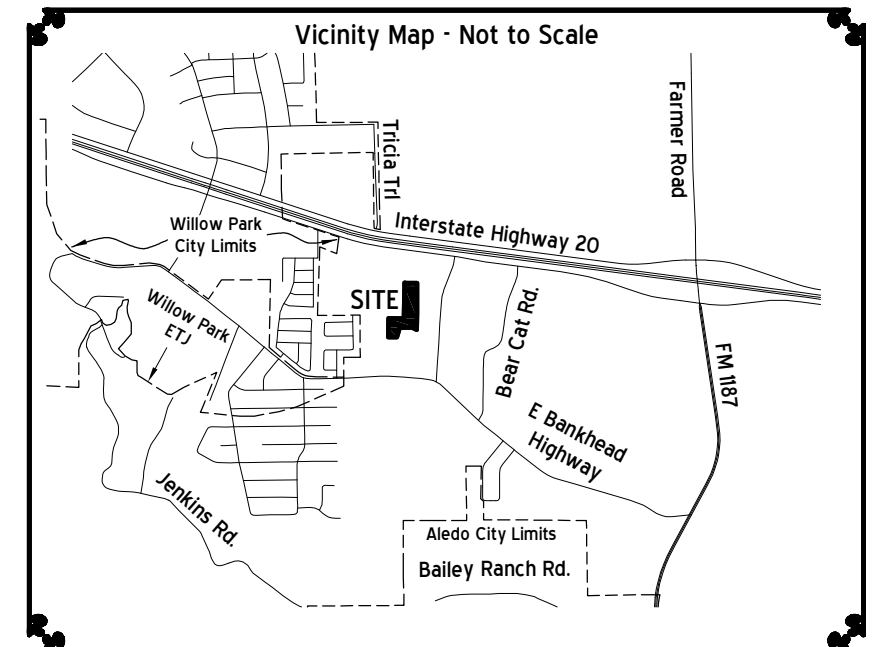 Vicinity Map - Not to Scale
Farmer Road
Tricia Trl
Interstate Highway 20
Willow Park
City Limits
SITE
Bear Cat Rd.
Willow Park
ETJ
FM 1187
E Bankhead
Highway
Jenkins Rd.
Aledo City Limits
Bailey Ranch Rd.